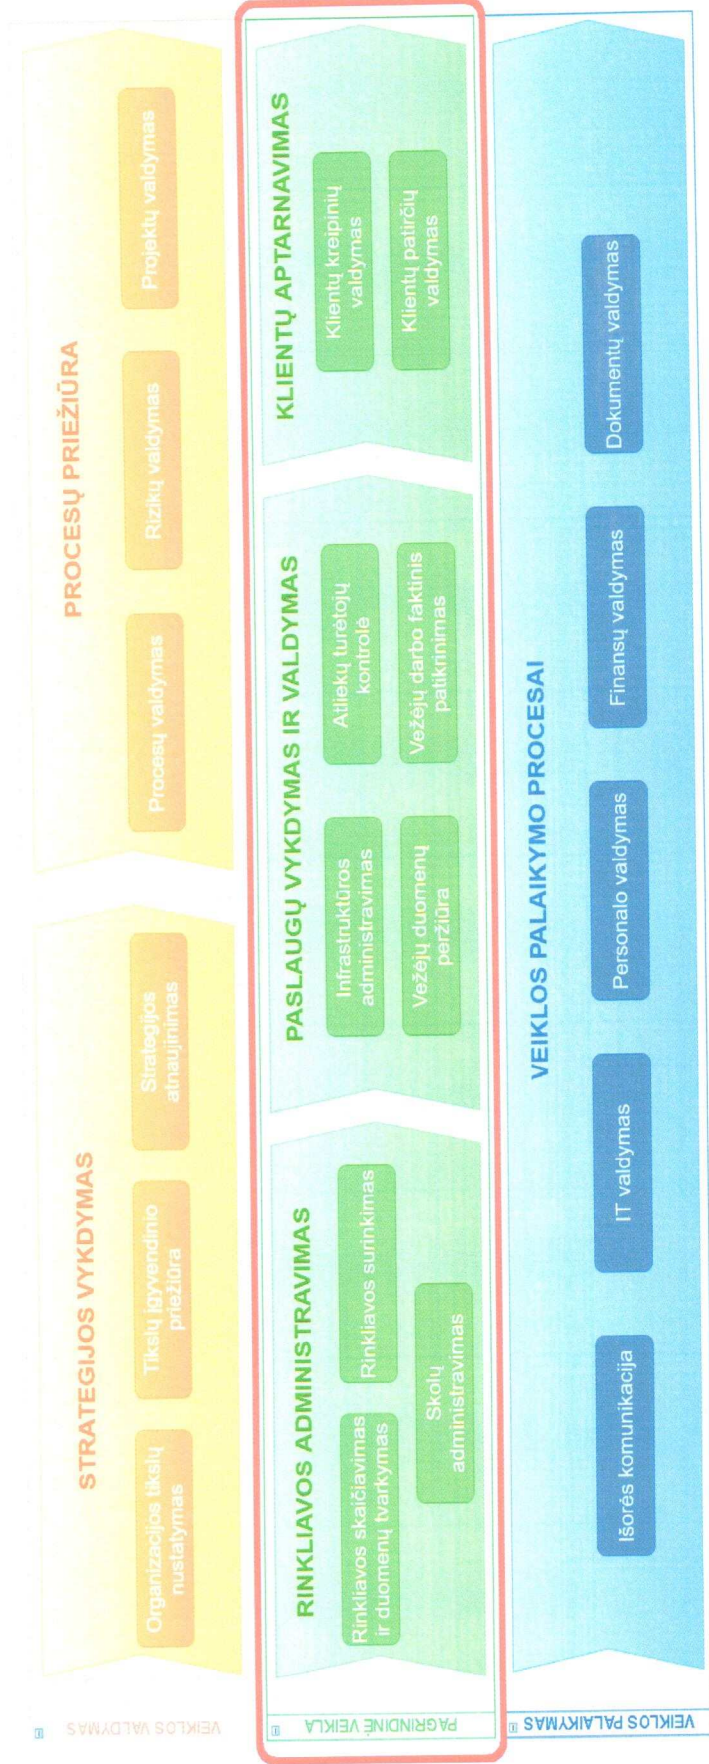 VEIKLOS VALDYMAS
STRATEGIJOS VYKDYMAS
Organizacijos tikslų
nustatymas
Tikslų įgyvendinio
priežiūra
Strategijos
atnaujinimas
PROCESŲ PRIEŽIŪRA
Procesų valdymas
Rizikų valdymas
Projektų valdymas
PAGRINDINĖ VEIKLA
RINKLIAVOS ADMINISTRAVIMAS
Rinkliavos skaičiavimas
ir duomenų tvarkymas
Rinkliavos surinkimas
Skolų
administravimas
PASLAUGŲ VYKDYMAS IR VALDYMAS
Infrastruktūros
administravimas
Atliekų turėtojų
kontrolė
Vežėjų duomenų
peržiūra
Vežėjų darbo faktinis
patikrinimas
KLIENTŲ APTARNAVIMAS
Klientų kreipinių
valdymas
Klientų patirčių
valdymas
VEIKLOS PALAIKYMAS
VEIKLOS PALAIKYMO PROCESAI
Išorės komunikacija
IT valdymas
Personalo valdymas
Finansų valdymas
Dokumentų valdymas